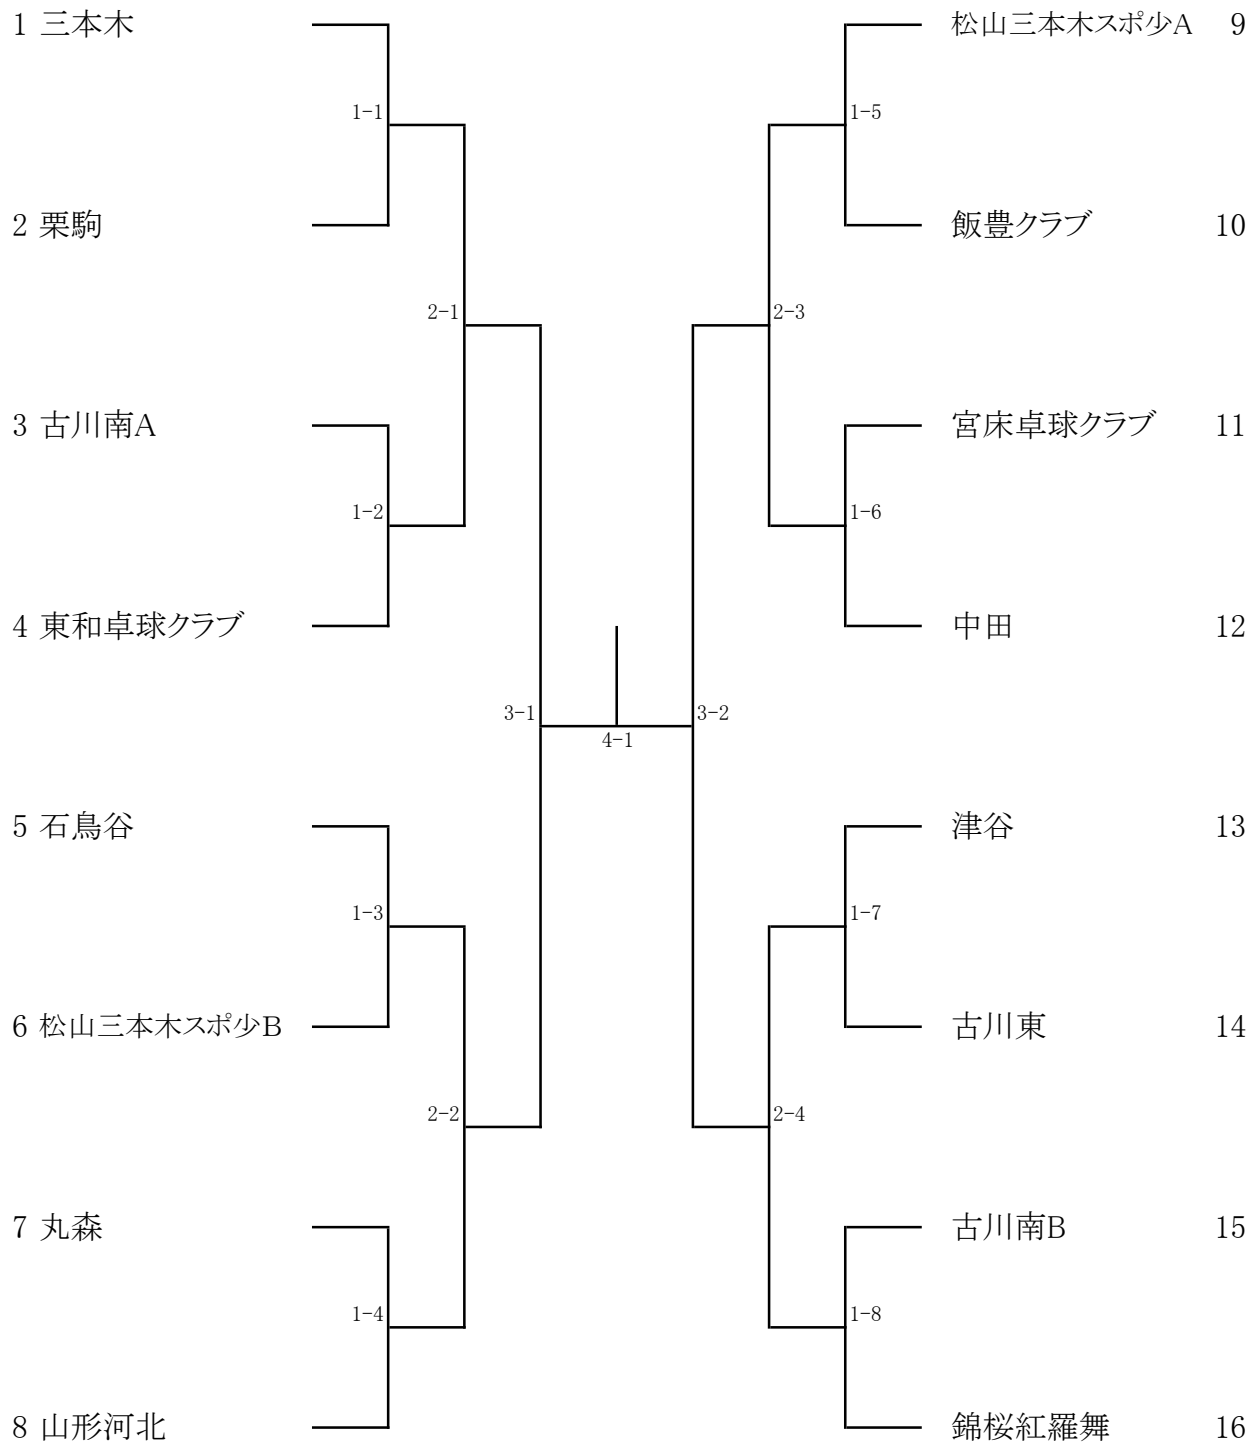 1 三本木
松山三本木スポ少A 9
1-1
1-5
2 栗駒
飯豊クラブ 10
2-1
2-3
3 古川南A
宮床卓球クラブ 11
1-2
1-6
4 東和卓球クラブ
中田 12
3-1
3-2
4-1
5 石鳥谷
津谷 13
1-3
1-7
6 松山三本木スポ少B
古川東 14
2-2
2-4
7 丸森
古川南B 15
1-4
1-8
8 山形河北
錦桜紅羅舞 16